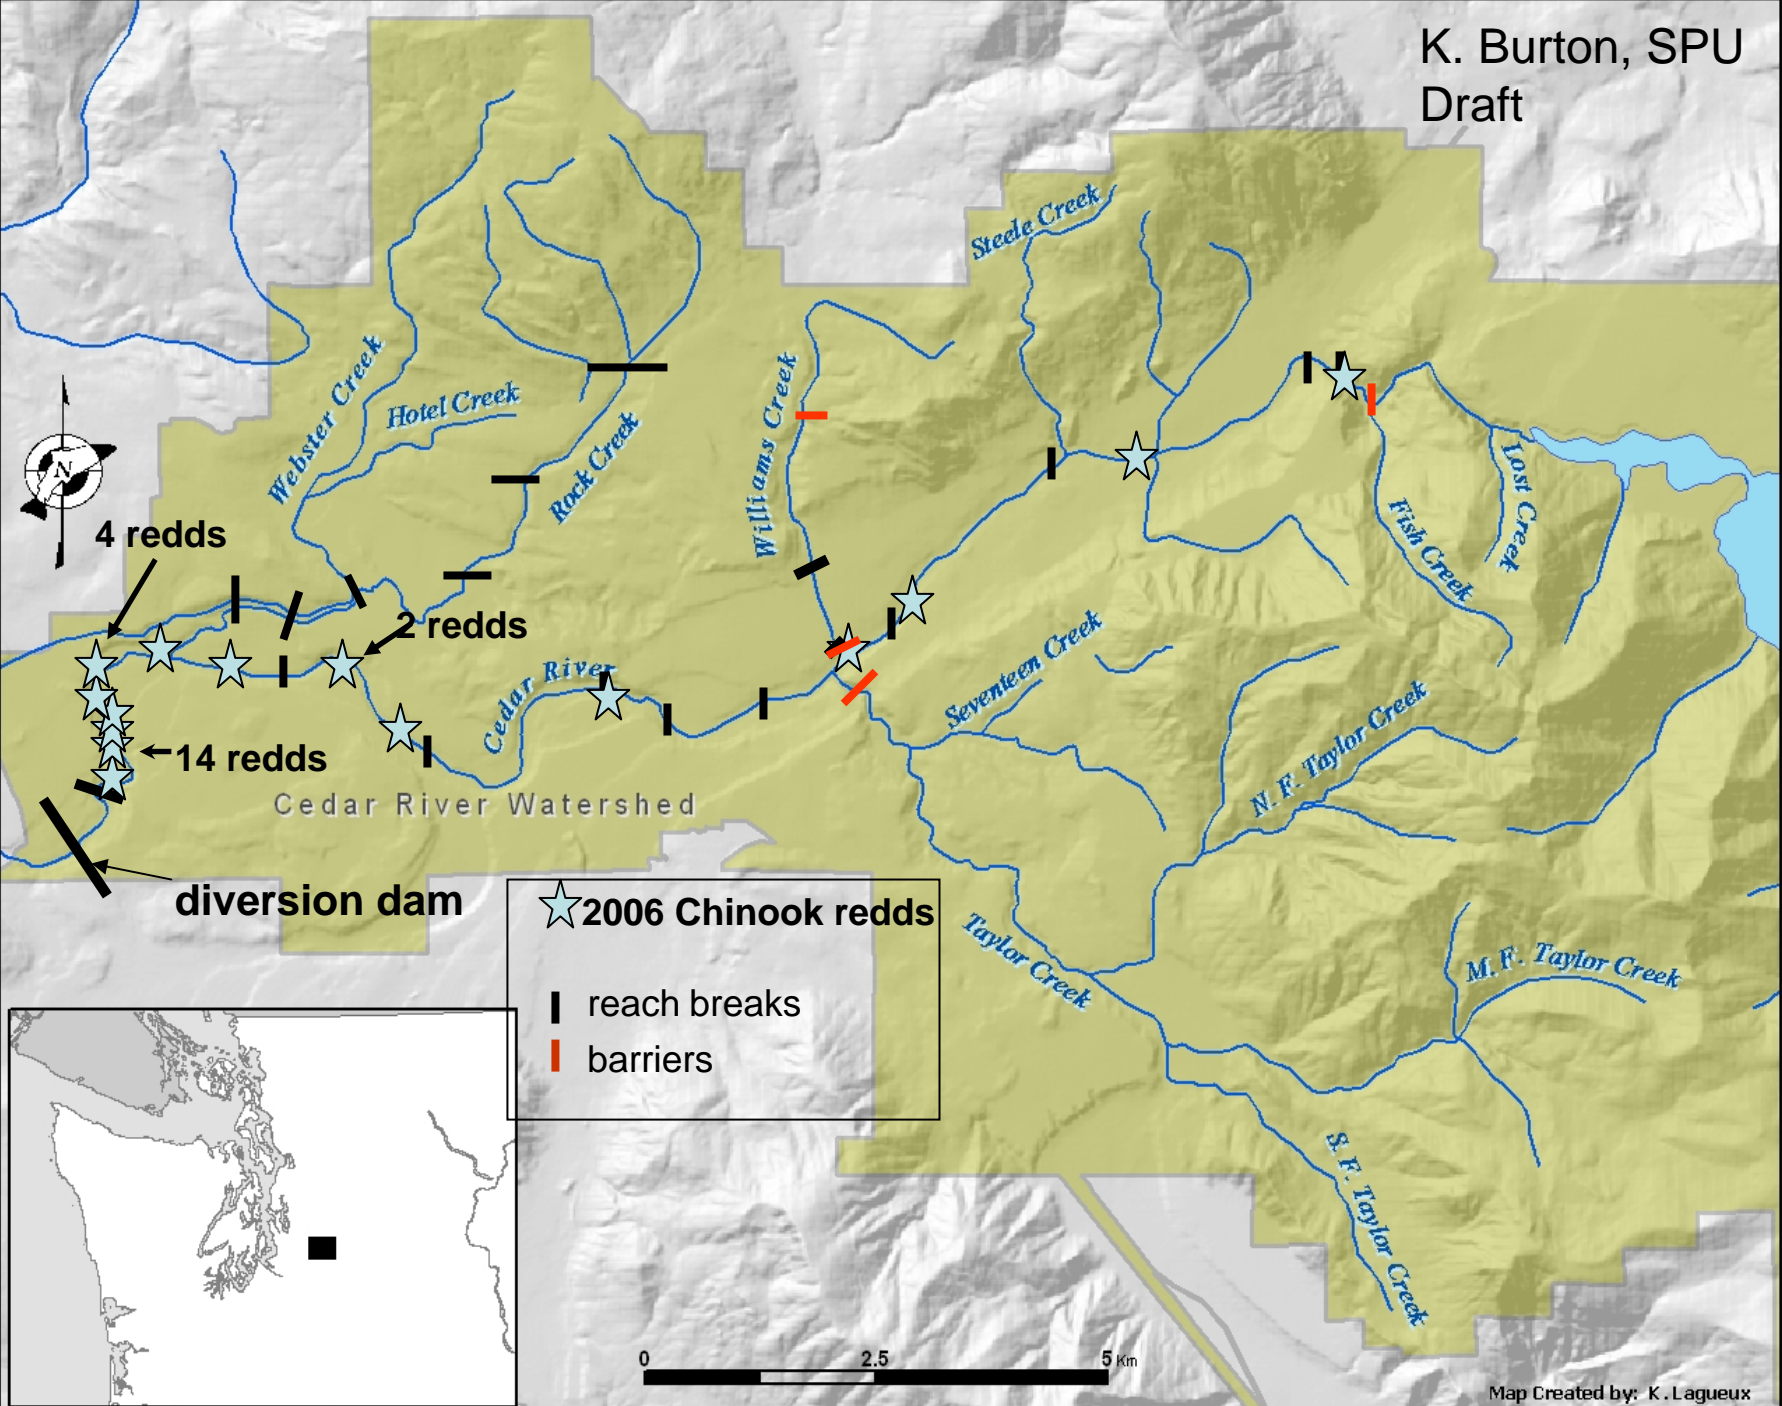 K. Burton, SPU
Draft
Steele Creek
Webster Creek
Hotel Creek
Rock Creek
Williams Creek
Lost Creek
Fish Creek
N
4 redds
2 redds
Seventeen Creek
Cedar River
N. F. Taylor Creek
14 redds
Cedar River Watershed
diversion dam
2006 Chinook redds
reach breaks
barriers
Taylor Creek
M. F. Taylor Creek
S. F. Taylor Creek
0 2.5 5 Km
Map Created by: K.Lagueux